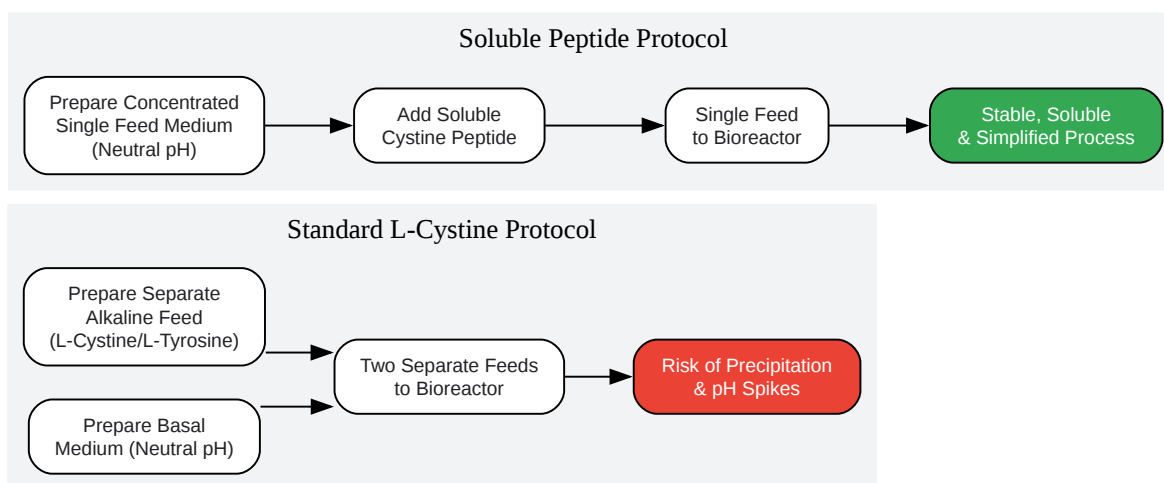 Soluble Peptide Protocol
Prepare Concentrated
Single Feed Medium
(Neutral pH)
Add Soluble
Cystine Peptide
Single Feed
to Bioreactor
Stable, Soluble
& Simplified Process
Standard L-Cystine Protocol
Prepare Separate
Alkaline Feed
(L-Cystine/L-Tyrosine)
Prepare Basal
Medium (Neutral pH)
Two Separate Feeds
to Bioreactor
Risk of Precipitation
& pH Spikes